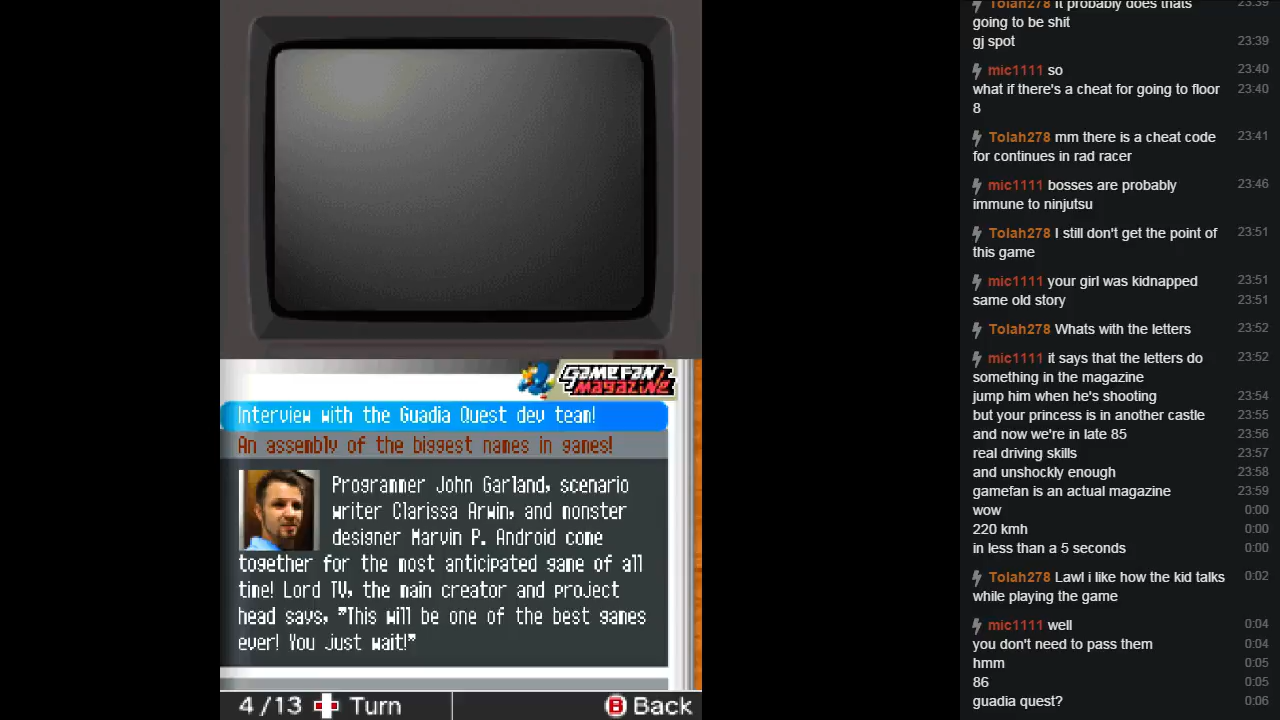 GAMEFAN
MAGAZINE
Interview with the Guadia Quest dev team!
An assembly of the biggest names in games!
Programmer John Garland, scenario
writer Clarissa Arwin, and monster
designer Marvin P. Android come
together for the most anticipated game of all
time! Lord TV, the main creator and project
head says, "This will be one of the best games
ever! You just wait!"
4 /13 Turn
B Back
Tolah278 It probably does thats 23:39
going to be shit
gj spot 23:39
mic1111 so 23:40
what if there's a cheat for going to floor 23:40
8
Tolah278 mm there is a cheat code 23:41
for continues in rad racer
mic1111 bosses are probably 23:46
immune to ninjutsu
Tolah278 I still don't get the point of 23:51
this game
mic1111 your girl was kidnapped 23:51
same old story 23:51
Tolah278 Whats with the letters 23:52
mic1111 it says that the letters do 23:52
something in the magazine
jump him when he's shooting 23:54
but your princess is in another castle 23:55
and now we're in late 85 23:56
real driving skills 23:57
and unshockly enough 23:58
gamefan is an actual magazine 23:59
wow 0:00
220 kmh 0:00
in less than a 5 seconds 0:00
Tolah278 Lawl i like how the kid talks 0:02
while playing the game
mic1111 well 0:04
you don't need to pass them 0:04
hmm 0:05
86 0:05
guadia quest? 0:06